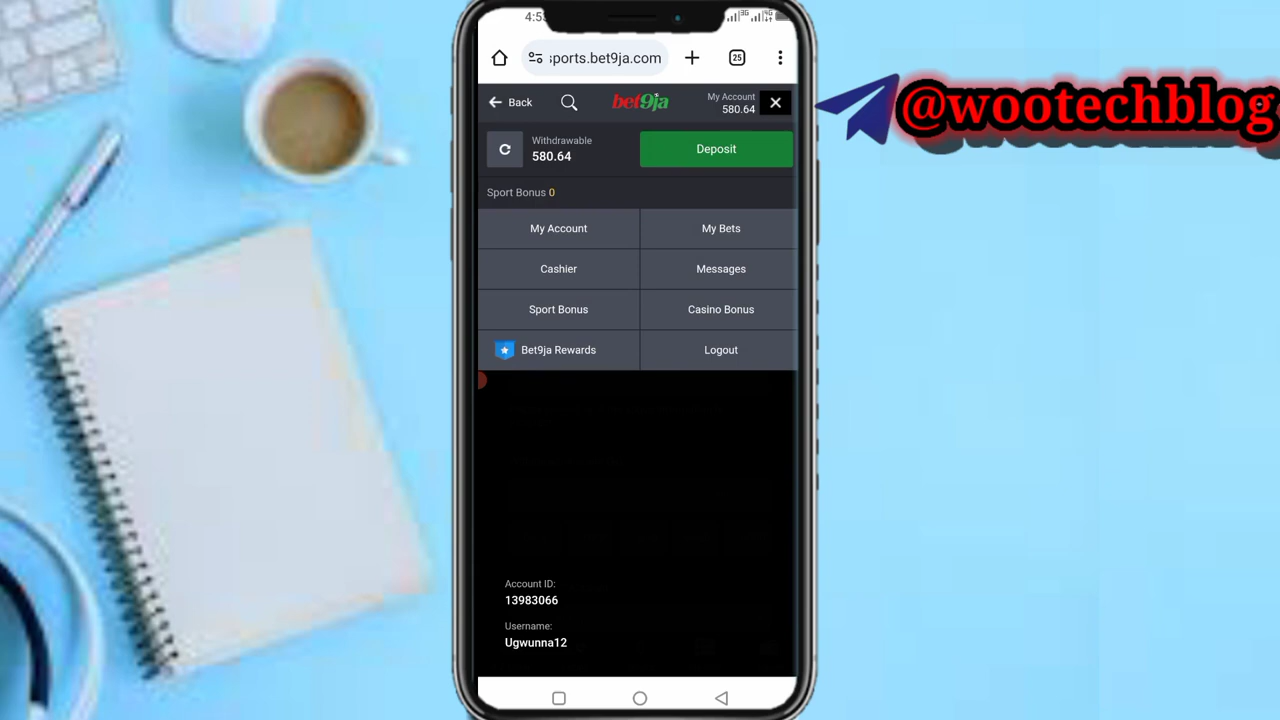 4:5
3G 4G
sports.bet9ja.com
25
Back
bet9ja
My Account
580.64
@wootechblog
Withdrawable
580.64
Deposit
Sport Bonus 0
My Account
My Bets
Cashier
Messages
Sport Bonus
Casino Bonus
Bet9ja Rewards
Logout
Account ID:
13983066
Username:
Ugwunna12